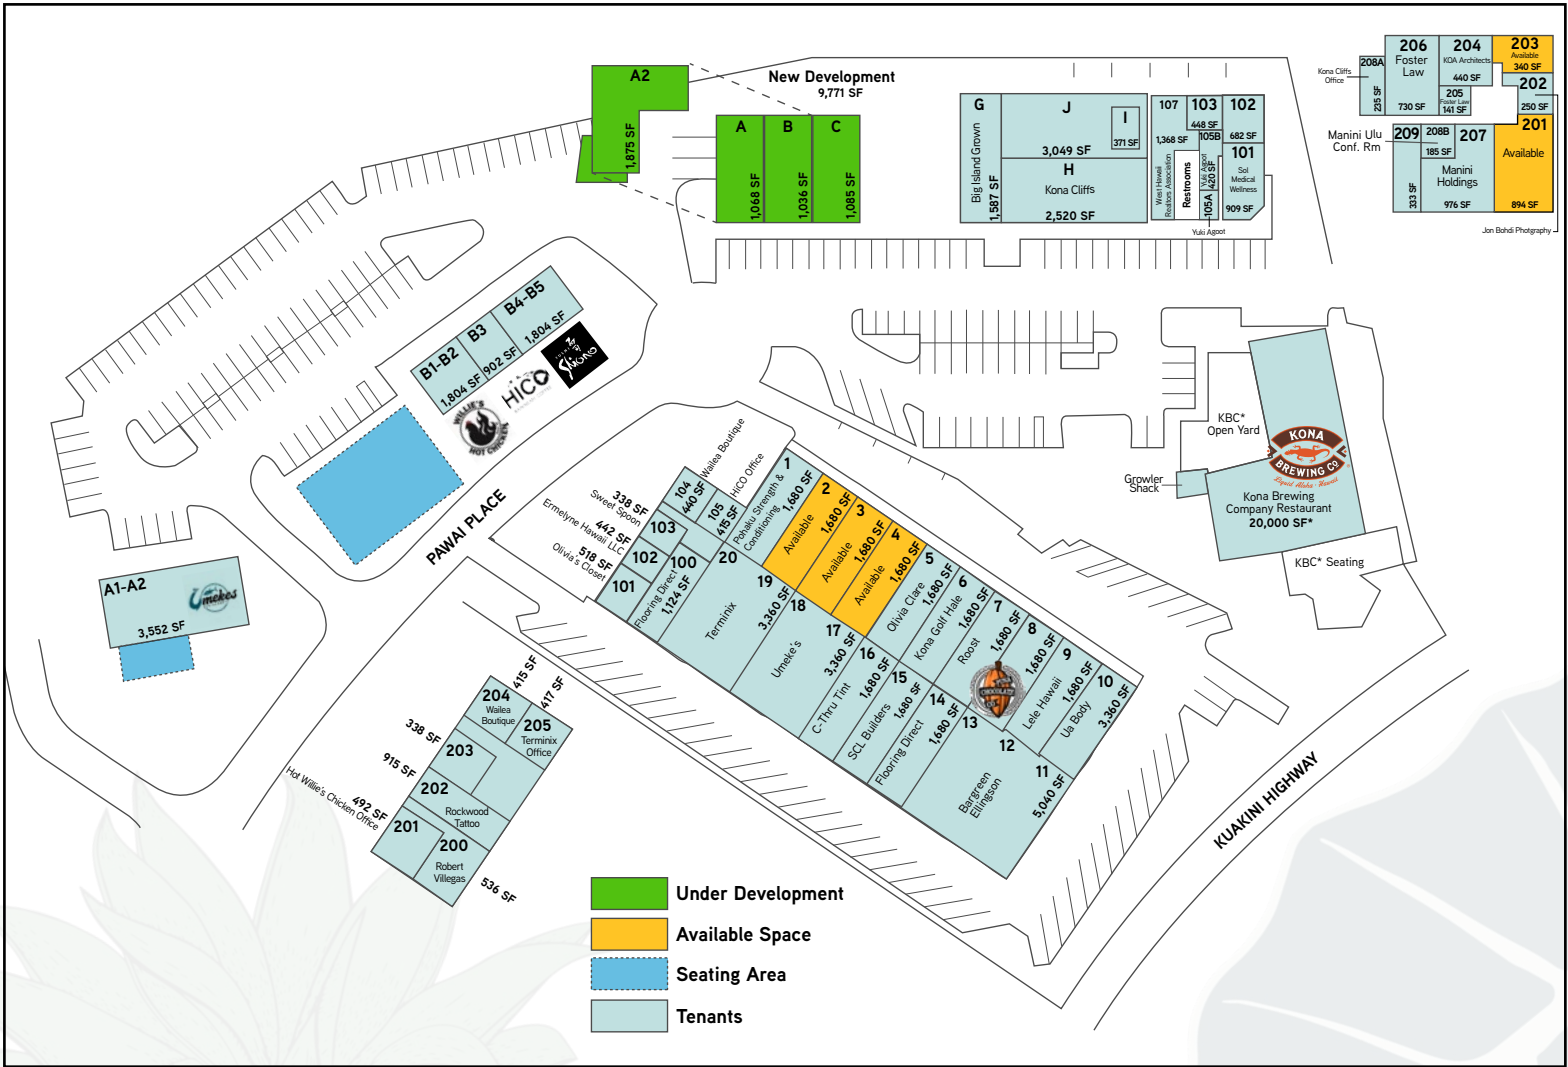 A2
1,875 SF
New Development
9,771 SF
A
1,068 SF
B
1,036 SF
C
1,085 SF
G
Big Island Grown
1,587 SF
J
3,049 SF
I
371 SF
H
Kona Cliffs
2,520 SF
107
1,368 SF
West Hawaii
Realtors Association
Restrooms
103
448 SF
105B
Yuki Agoot
420 SF
105A
Yuki Agoot
102
682 SF
101
Sol
Medical
Wellness
909 SF
Kona Cliffs
Office
208A
235 SF
206
Foster
Law
730 SF
204
KOA Architects
440 SF
205
Foster Law
141 SF
203
Available
340 SF
202
250 SF
201
Available
894 SF
Manini Ulu
Conf. Rm
209
333 SF
208B
185 SF
207
Manini
Holdings
976 SF
Jon Bohdi Photgraphy
B1-B2
1,804 SF
B3
902 SF
B4-B5
1,804 SF
WILLIE'S
HOT CHICKEN
HICO
PAWAI PLACE
A1-A2
Umekes
3,552 SF
KBC*
Open Yard
Growler
Shack
KONA
BREWING CO
Liquid Aloha - Hawaii
Kona Brewing
Company Restaurant
20,000 SF*
KBC* Seating
Wailea Boutique
HiCO Office
104
440 SF
105
415 SF
338 SF
Sweet Spoon
103
442 SF
Ermelyne Hawaii LLC
102
518 SF
Olivia's Closet
101
100
Flooring Direct
1,124 SF
1
Pohaku Strength &
Conditioning
1,680 SF
2
Available
1,680 SF
3
Available
1,680 SF
4
Available
1,680 SF
5
Olivia Clare
1,680 SF
6
Kona Golf Hale
1,680 SF
7
Roost
1,680 SF
8
1,680 SF
CHOCOLATE
9
Lele Hawaii
1,680 SF
10
Ua Body
3,360 SF
20
Terminix
19
3,360 SF
18
Umeke's
17
3,360 SF
16
C-Thru Tint
1,680 SF
15
SCL Builders
1,680 SF
14
Flooring Direct
1,680 SF
13
12
Bargreen
Ellingson
11
5,040 SF
415 SF
417 SF
204
Wailea
Boutique
205
Terminix
Office
338 SF
203
915 SF
202
Rockwood
Tattoo
492 SF
Hot Willie's Chicken Office
201
200
Robert
Villegas
536 SF
KUAKINI HIGHWAY
Under Development
Available Space
Seating Area
Tenants